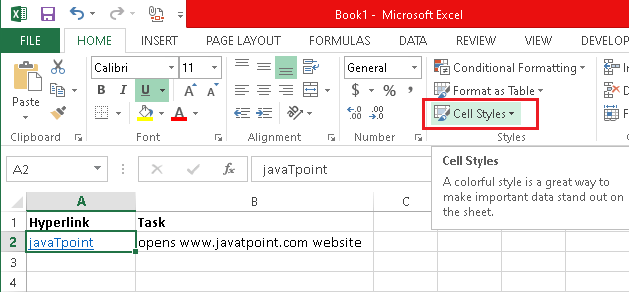 Book1 - Microsoft Excel
FILE HOME INSERT PAGE LAYOUT FORMULAS DATA REVIEW VIEW DEVELOP
Calibri 11 General Conditional Formatting
Paste B I U $ % , Format as Table
A A .00 Cell Styles
Clipboard Font Alignment Number Styles
A2 fx javaTpoint
Cell Styles
A colorful style is a great way to
make important data stand out on
the sheet.
A B C
1 Hyperlink Task
2 javaTpoint opens www.javatpoint.com website
3
4